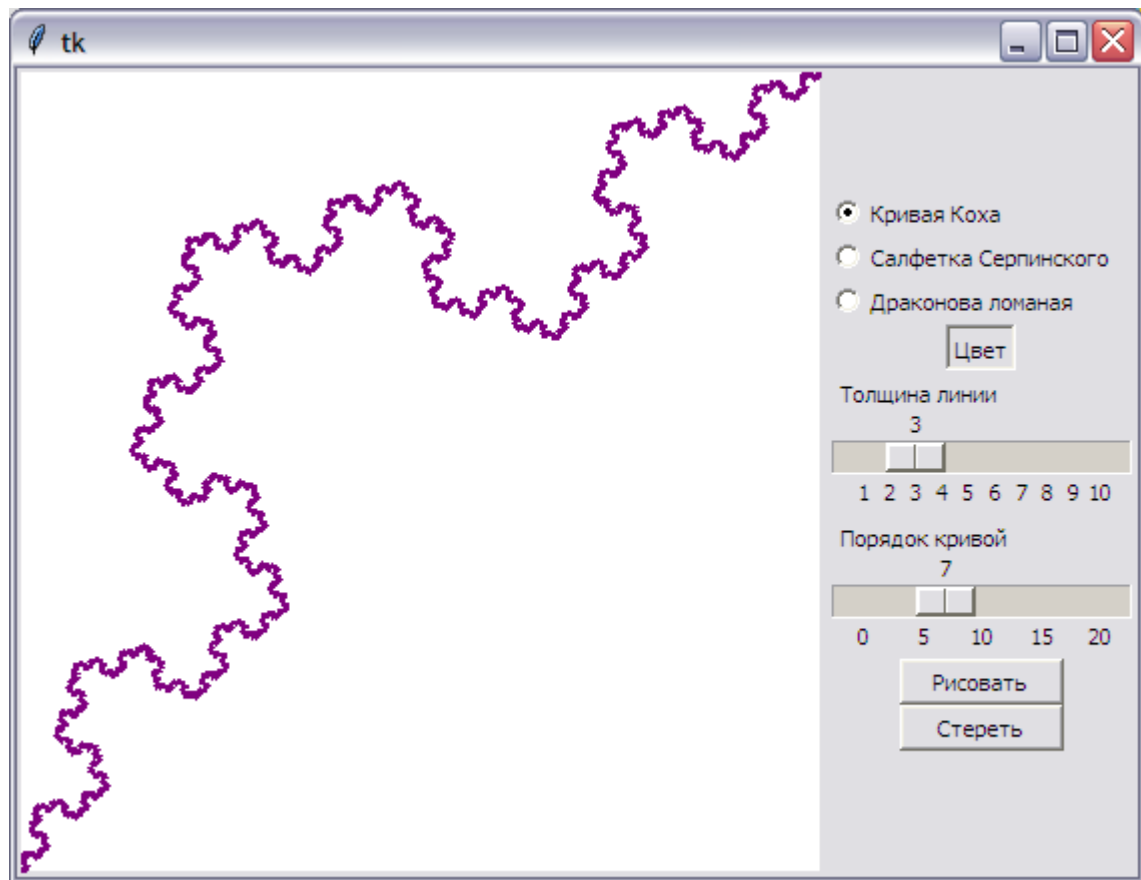 tk
Кривая Коха
Салфетка Серпинского
Драконова ломаная
Цвет
Толщина линии
3
1 2 3 4 5 6 7 8 9 10
Порядок кривой
7
0 5 10 15 20
Рисовать
Стереть